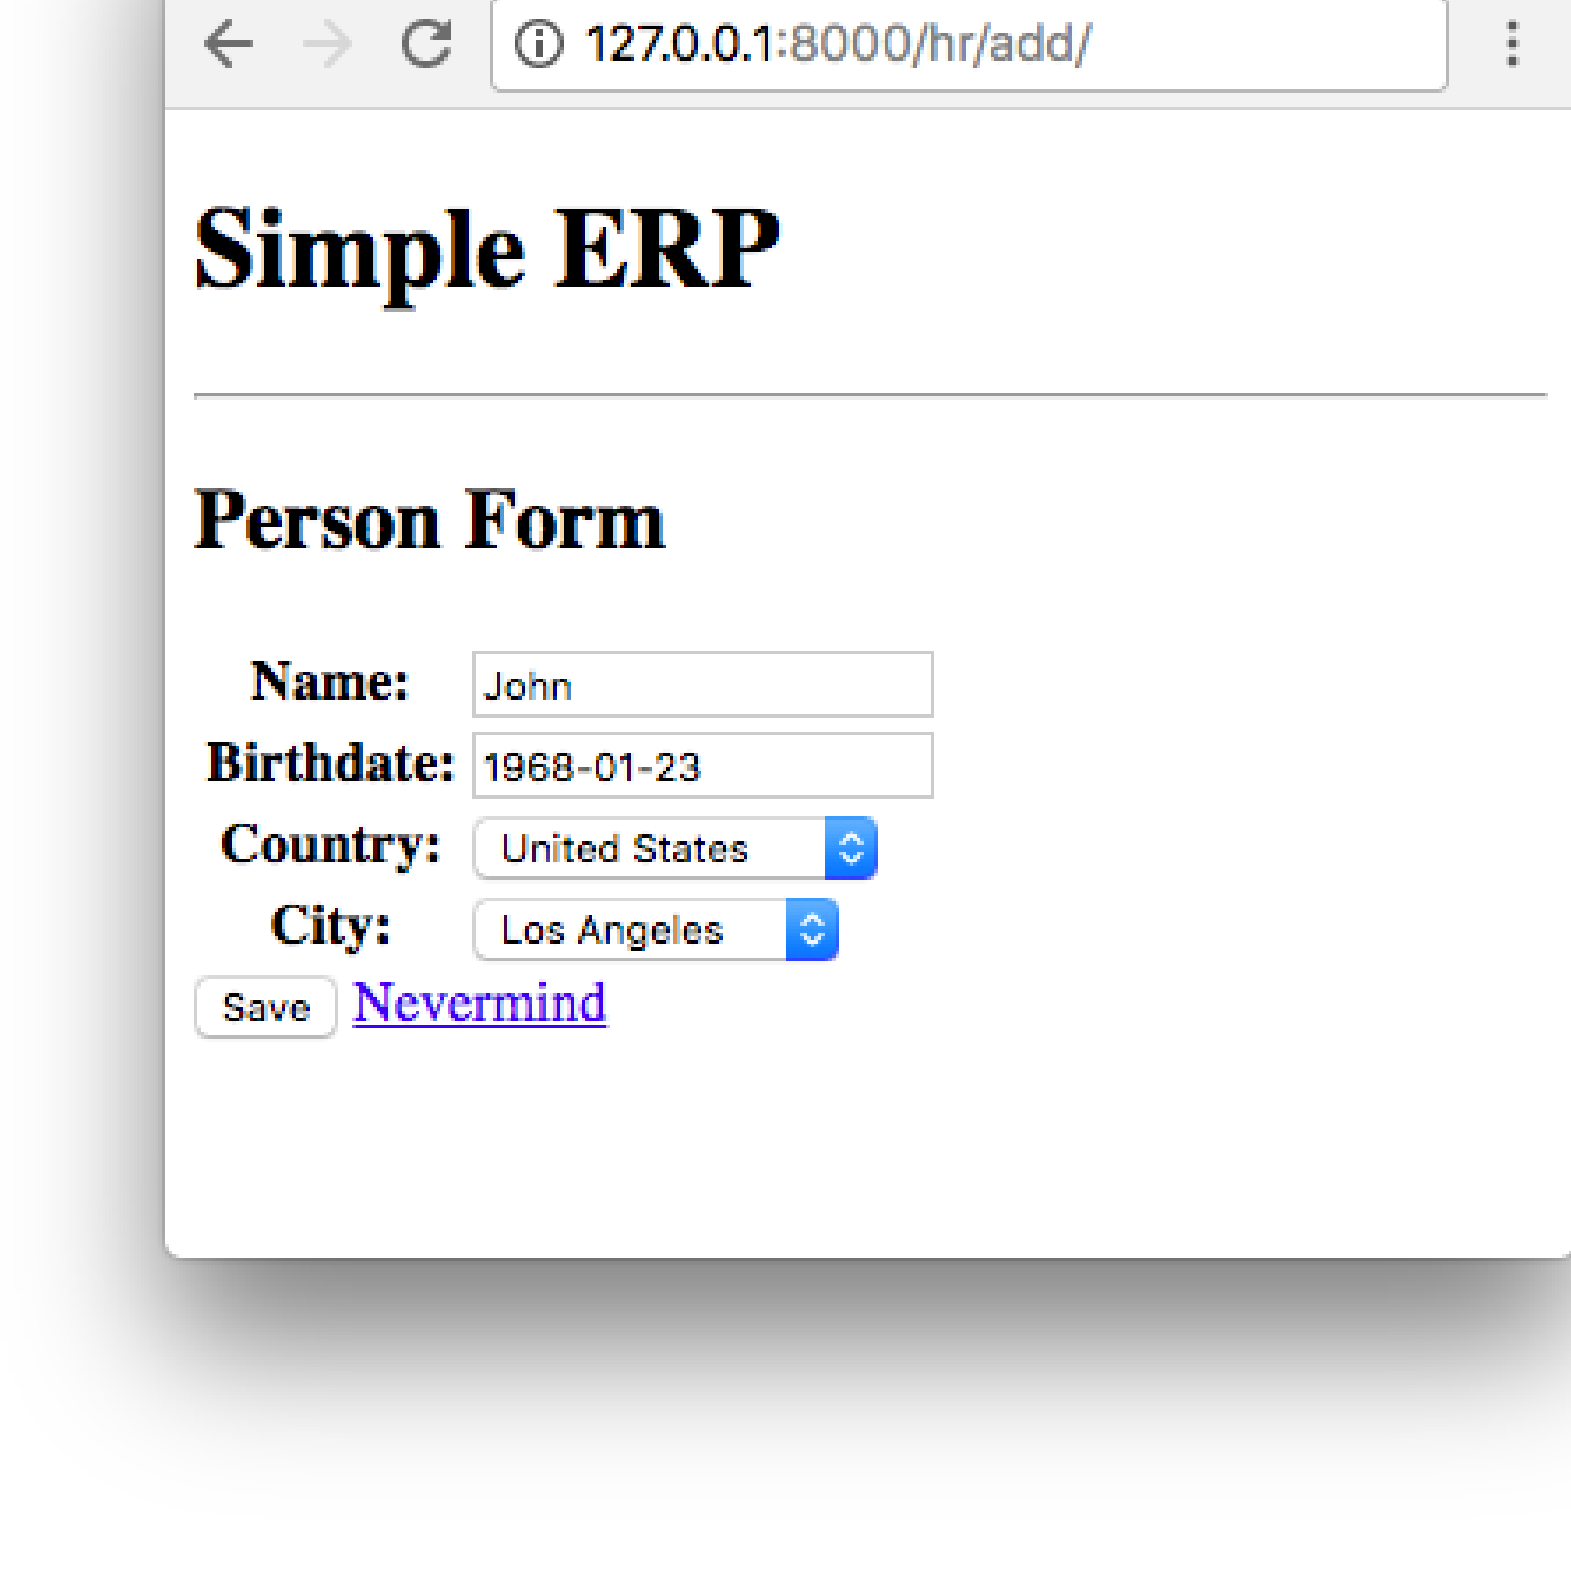 127.0.0.1:8000/hr/add/
Simple ERP
Person Form
Name: John
Birthdate: 1968-01-23
Country: United States
City: Los Angeles
Save Nevermind